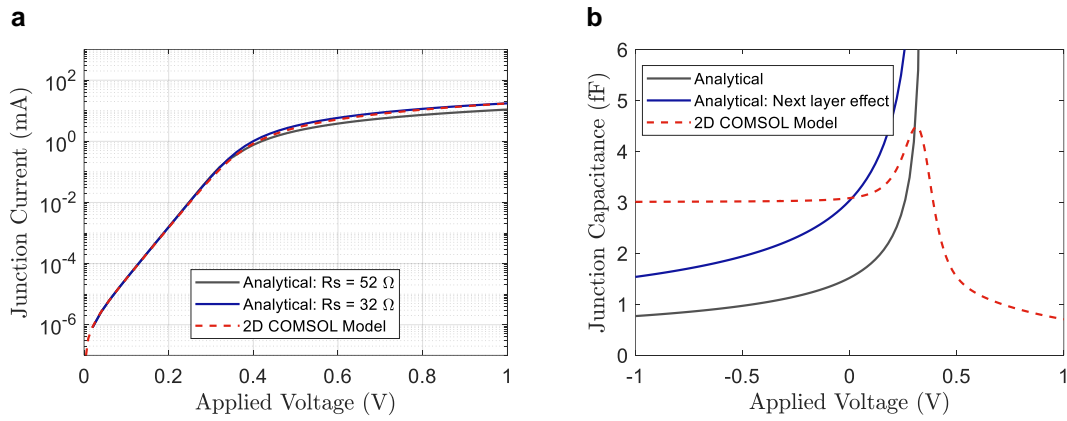 a
Junction Current (mA)
10^2
10^0
10^-2
10^-4
10^-6
Analytical: Rs = 52 Ω
Analytical: Rs = 32 Ω
2D COMSOL Model
0 0.2 0.4 0.6 0.8 1
Applied Voltage (V)
b
Junction Capacitance (fF)
6
5
4
3
2
1
0
Analytical
Analytical: Next layer effect
2D COMSOL Model
-1 -0.5 0 0.5 1
Applied Voltage (V)